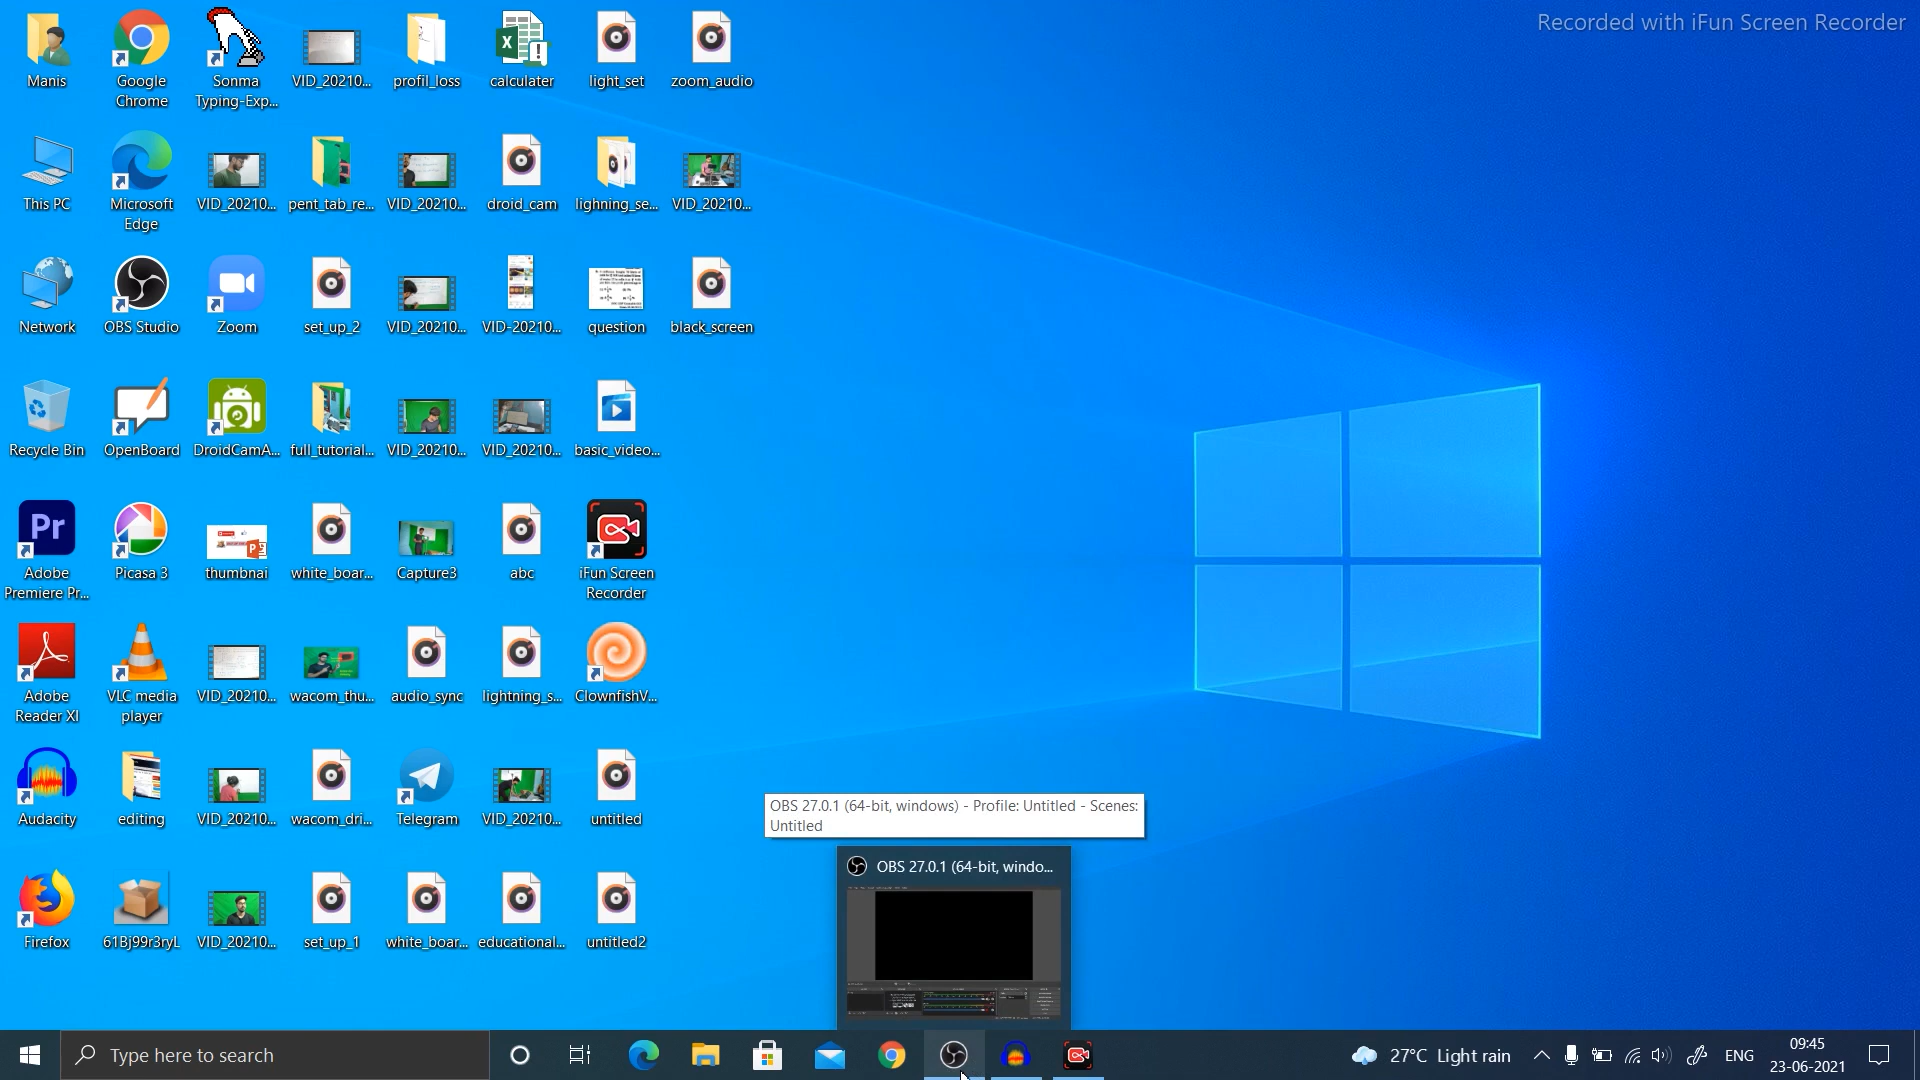 Recorded with iFun Screen Recorder
Manis
Google
Chrome
Sonma
Typing-Exp...
VID_20210...
profil_loss
calculater
light_set
zoom_audio
This PC
Microsoft
Edge
VID_20210...
pent_tab_re...
VID_20210...
droid_cam
lighning_se...
VID_20210...
Network
OBS Studio
Zoom
set_up_2
VID_20210...
VID-20210...
question
black_screen
Recycle Bin
OpenBoard
DroidCamA...
full_tutorial...
VID_20210...
VID_20210...
basic_video...
Pr
Adobe
Premiere Pr...
Picasa 3
thumbnai
white_boar...
Capture3
abc
iFun Screen
Recorder
Adobe
Reader XI
VLC media
player
VID_20210...
wacom_thu...
audio_sync
lightning_s...
ClownfishV...
Audacity
editing
VID_20210...
wacom_dri...
Telegram
VID_20210...
untitled
Firefox
61Bj99r3ryL
VID_20210...
set_up_1
white_boar...
educational...
untitled2
OBS 27.0.1 (64-bit, windows) - Profile: Untitled - Scenes:
Untitled
OBS 27.0.1 (64-bit, windo...
Type here to search
27°C Light rain
ENG
09:45
23-06-2021